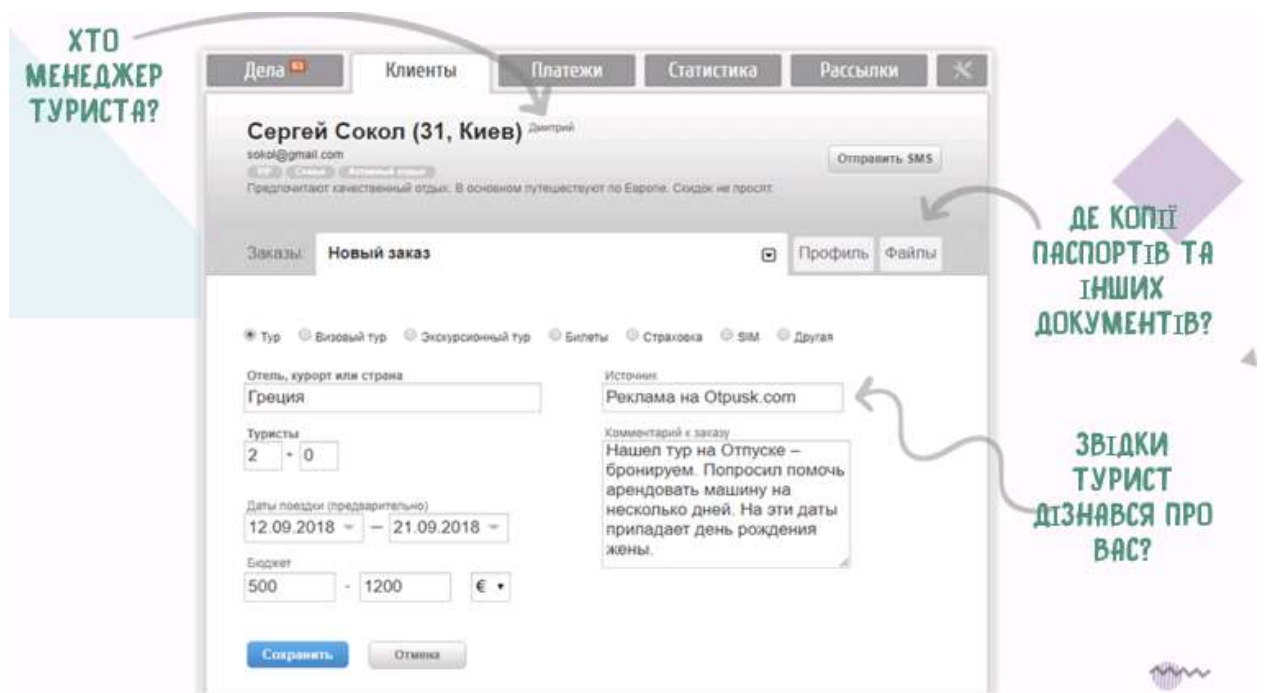 ХТО
МЕНЕДЖЕР
ТУРИСТА?
Дела 63
Клиенты
Платежи
Статистика
Рассылки
Сергей Сокол (31, Киев) Дмитрий
sokol@gmail.com
VIP Семья Активный отдых
Отправить SMS
Предпочитают качественный отдых. В основном путешествуют по Европе. Скидок не просят.
Заказы: Новый заказ
Профиль Файлы
ДЕ КОПІЇ
ПАСПОРТІВ ТА
ІНШИХ
ДОКУМЕНТІВ?
Тур Визовый тур Экскурсионный тур Билеты Страховка SIM Другая
Отель, курорт или страна
Греция
Источник
Реклама на Otpusk.com
Туристы
2 + 0
Комментарий к заказу
Нашел тур на Отпуске –
бронируем. Попросил помочь
арендовать машину на
несколько дней. На эти даты
припадает день рождения
жены.
Даты поездки (предварительно)
12.09.2018 — 21.09.2018
Бюджет
500 - 1200 €
ЗВІДКИ
ТУРИСТ
ДІЗНАВСЯ ПРО
ВАС?
Сохранить
Отмена